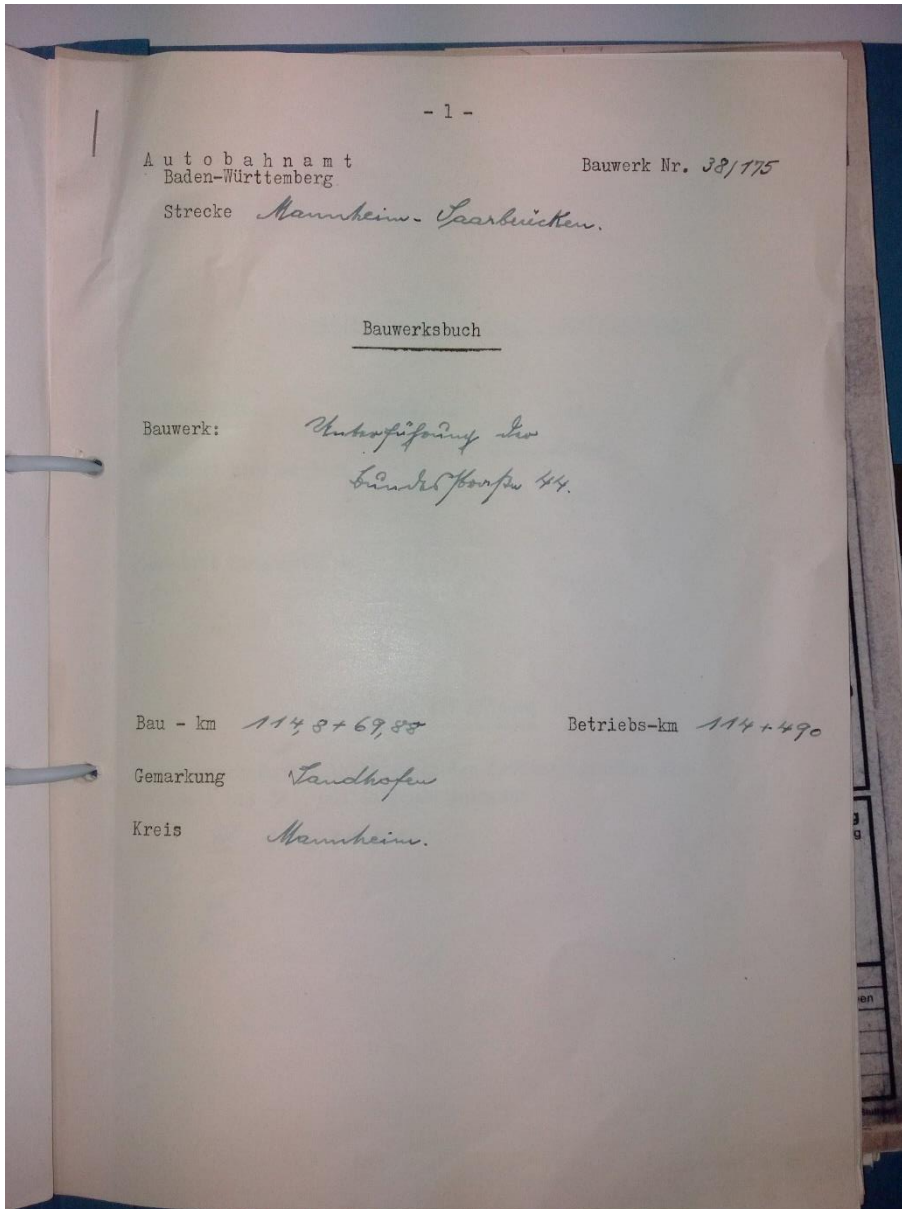 - 1 -
Autobahnamt
Baden-Württemberg
Bauwerk Nr. 38/175
Strecke Mannheim - Saarbrücken.
Bauwerksbuch
Bauwerk: Unterführung der
Bundesstraße 44.
Bau - km 114,8 + 69,88
Betriebs-km 114 + 490
Gemarkung Sandhofen
Kreis Mannheim.
g
g
en